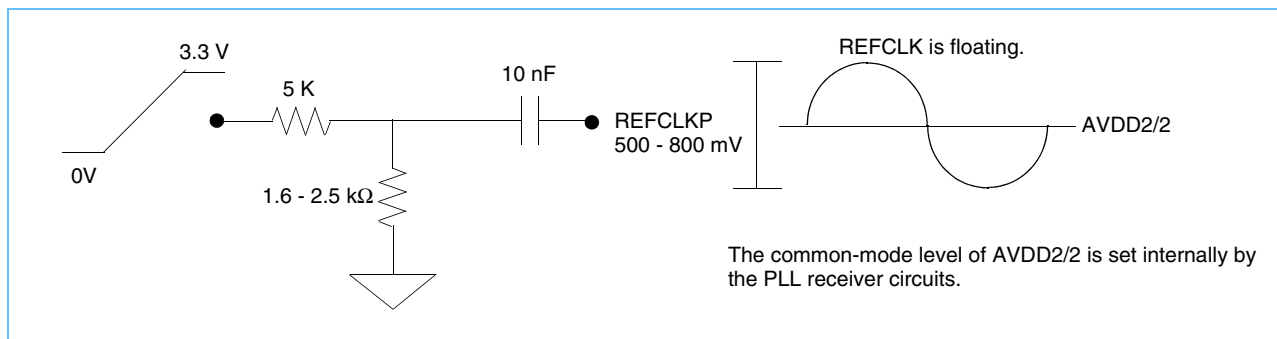 3.3 V
0V
5 K
1.6 - 2.5 kΩ
10 nF
REFCLKP
500 - 800 mV
REFCLK is floating.
AVDD2/2
The common-mode level of AVDD2/2 is set internally by
the PLL receiver circuits.